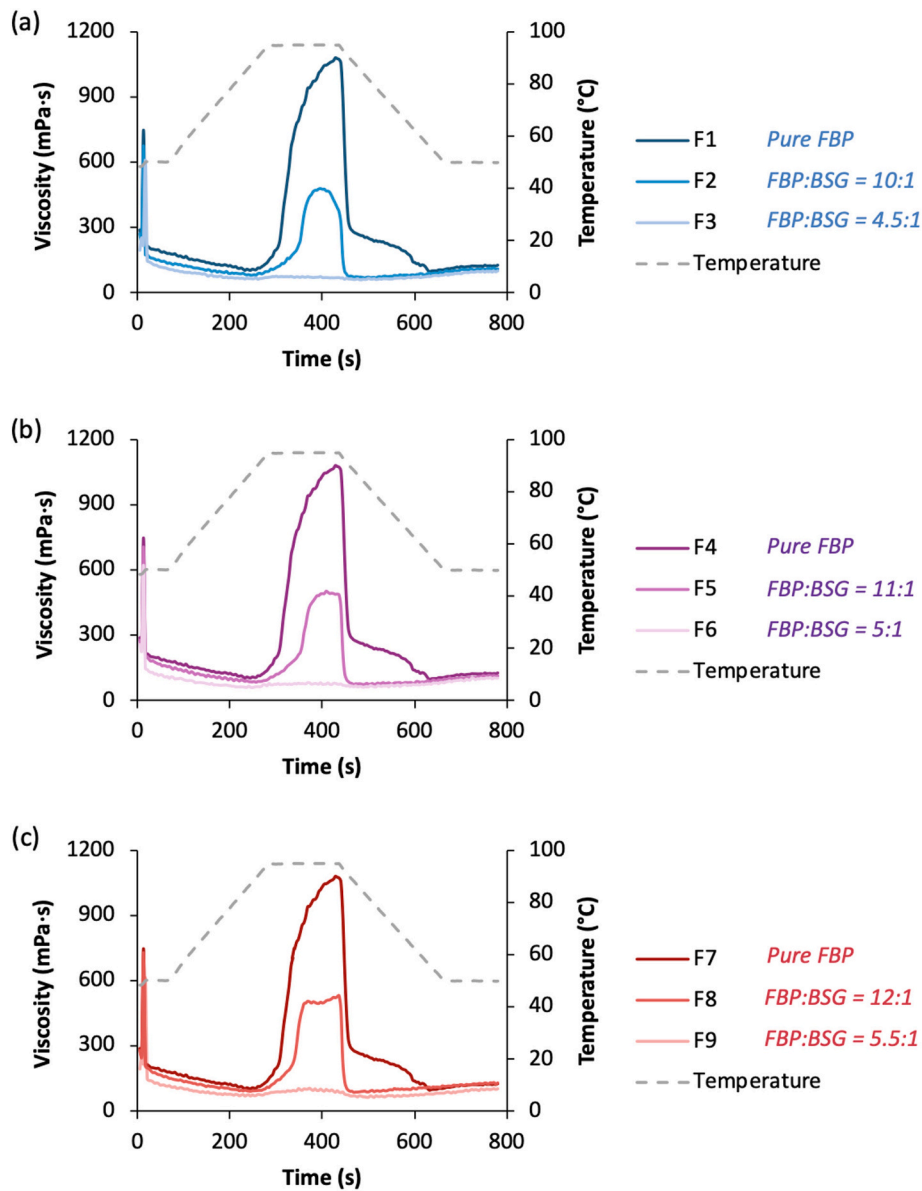 (a)
1200
900
600
300
0
100
80
60
40
20
0
0 200 400 600 800
Viscosity (mPa·s)
Temperature (°C)
Time (s)
F1 Pure FBP
F2 FBP:BSG = 10:1
F3 FBP:BSG = 4.5:1
Temperature
(b)
1200
900
600
300
0
100
80
60
40
20
0
0 200 400 600 800
Viscosity (mPa·s)
Temperature (°C)
Time (s)
F4 Pure FBP
F5 FBP:BSG = 11:1
F6 FBP:BSG = 5:1
Temperature
(c)
1200
900
600
300
0
100
80
60
40
20
0
0 200 400 600 800
Viscosity (mPa·s)
Temperature (°C)
Time (s)
F7 Pure FBP
F8 FBP:BSG = 12:1
F9 FBP:BSG = 5.5:1
Temperature